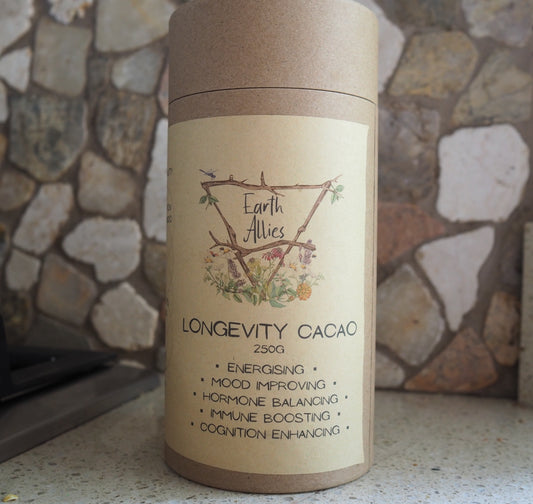 Earth
Allies
LONGEVITY CACAO
250G
• ENERGISING •
• MOOD IMPROVING •
• HORMONE BALANCING •
• IMMUNE BOOSTING •
• COGNITION ENHANCING •